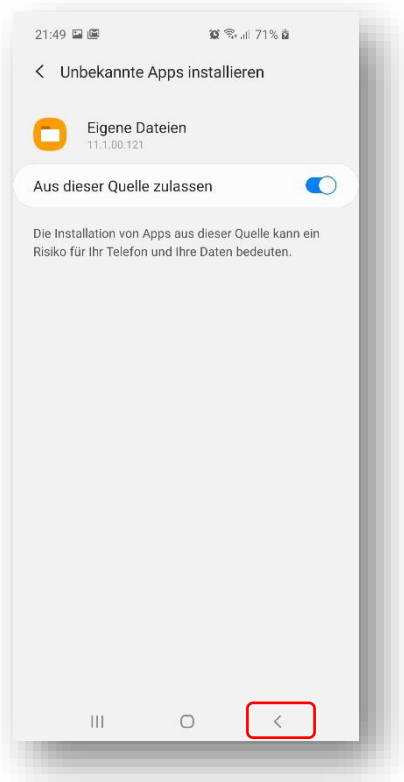 21:49 71%
Unbekannte Apps installieren
Eigene Dateien
11.1.00.121
Aus dieser Quelle zulassen
Die Installation von Apps aus dieser Quelle kann ein
Risiko für Ihr Telefon und Ihre Daten bedeuten.